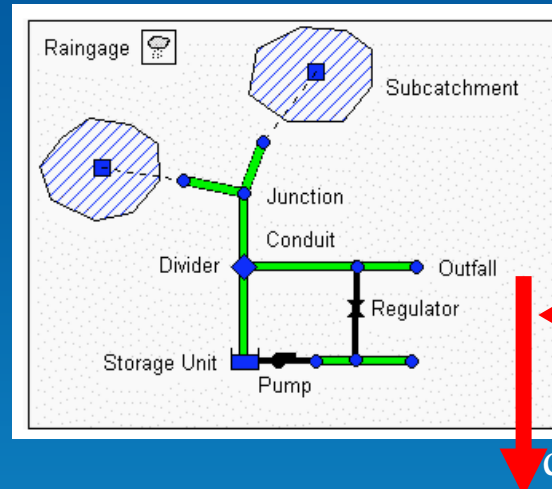 Raingage
Subcatchment
Junction
Conduit
Divider
Outfall
Regulator
Storage Unit
Pump